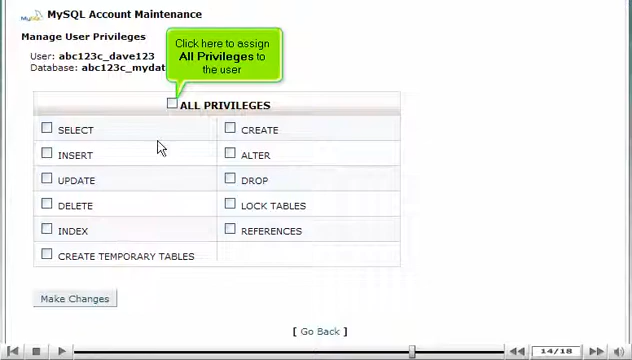 MySQL Account Maintenance
Manage User Privileges
User: abc123c_dave123
Database: abc123c_mydat
Click here to assign
All Privileges to
the user
ALL PRIVILEGES
SELECT CREATE
INSERT ALTER
UPDATE DROP
DELETE LOCK TABLES
INDEX REFERENCES
CREATE TEMPORARY TABLES
Make Changes
[ Go Back ]
14/18